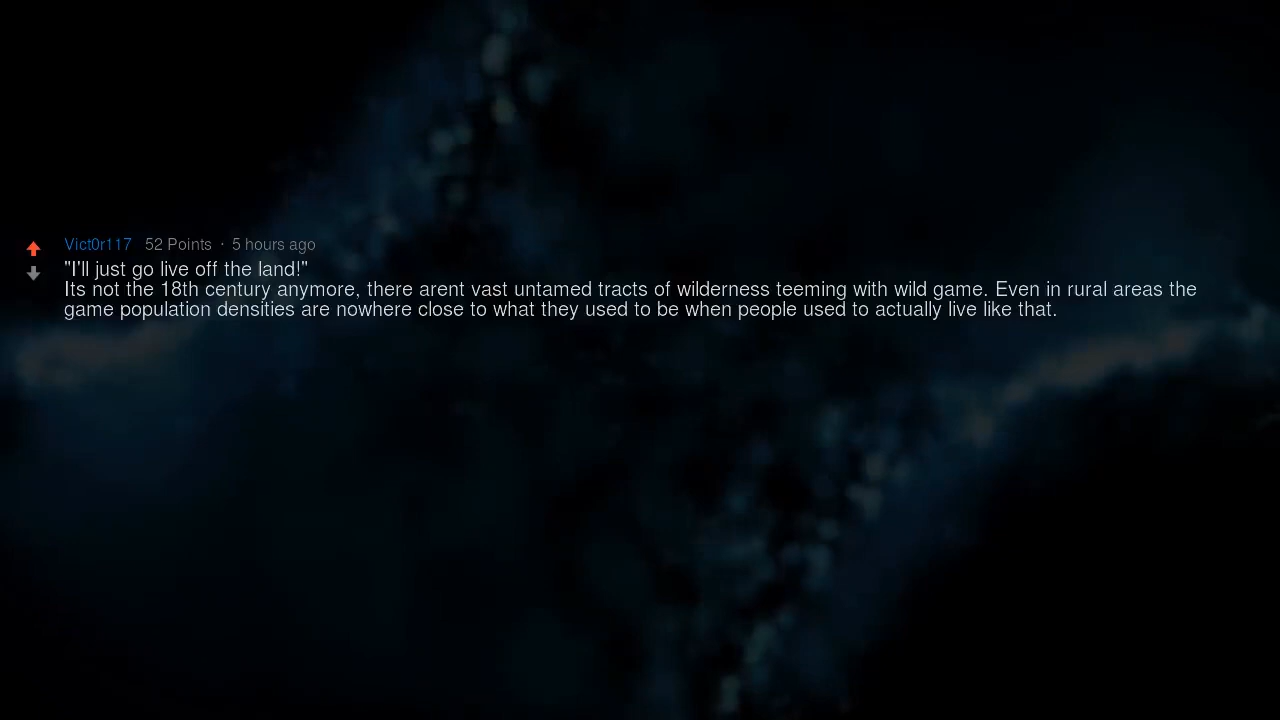 Vict0r117 52 Points · 5 hours ago
"I'll just go live off the land!"
Its not the 18th century anymore, there arent vast untamed tracts of wilderness teeming with wild game. Even in rural areas the
game population densities are nowhere close to what they used to be when people used to actually live like that.